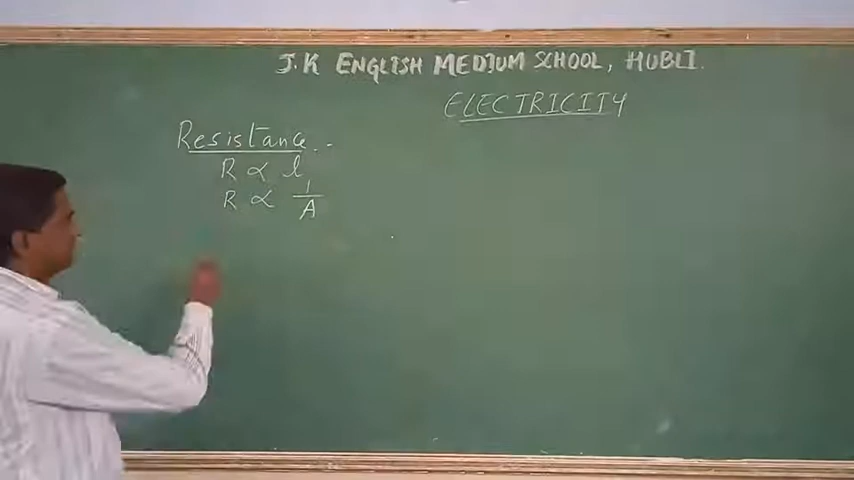 J.K ENGLISH MEDIUM SCHOOL, HUBLI.
ELECTRICITY
Resistance..
R ∝ l
R ∝ 1/A